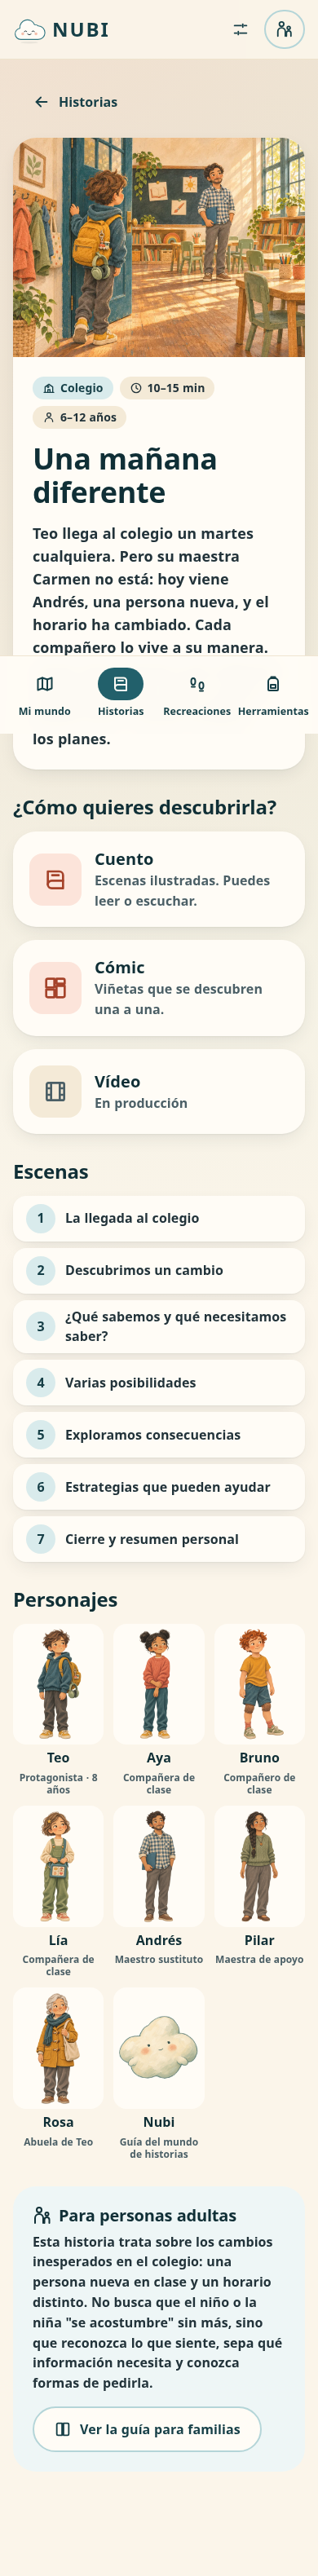 NUBI
Historias
Colegio
10–15 min
6–12 años
Una mañana
diferente
Teo llega al colegio un martes
cualquiera. Pero su maestra
Carmen no está: hoy viene
Andrés, una persona nueva, y el
horario ha cambiado. Cada
compañero lo vive a su manera.
Mi mundo
Historias
Recreaciones
Herramientas
los planes.
¿Cómo quieres descubrirla?
Cuento
Escenas ilustradas. Puedes
leer o escuchar.
Cómic
Viñetas que se descubren
una a una.
Vídeo
En producción
Escenas
1 La llegada al colegio
2 Descubrimos un cambio
3 ¿Qué sabemos y qué necesitamos
saber?
4 Varias posibilidades
5 Exploramos consecuencias
6 Estrategias que pueden ayudar
7 Cierre y resumen personal
Personajes
Teo
Protagonista · 8
años
Aya
Compañera de
clase
Bruno
Compañero de
clase
Lía
Compañera de
clase
Andrés
Maestro sustituto
Pilar
Maestra de apoyo
Rosa
Abuela de Teo
Nubi
Guía del mundo
de historias
Para personas adultas
Esta historia trata sobre los cambios
inesperados en el colegio: una
persona nueva en clase y un horario
distinto. No busca que el niño o la
niña "se acostumbre" sin más, sino
que reconozca lo que siente, sepa qué
información necesita y conozca
formas de pedirla.
Ver la guía para familias